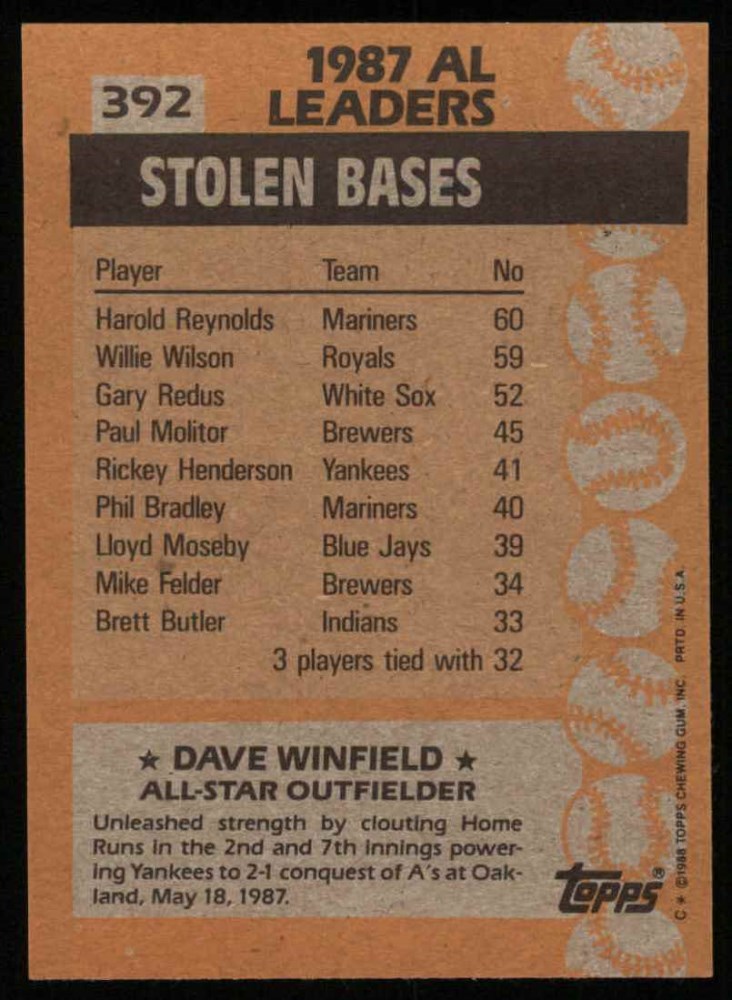 392
1987 AL
LEADERS
STOLEN BASES
Player Team No
Harold Reynolds Mariners 60
Willie Wilson Royals 59
Gary Redus White Sox 52
Paul Molitor Brewers 45
Rickey Henderson Yankees 41
Phil Bradley Mariners 40
Lloyd Moseby Blue Jays 39
Mike Felder Brewers 34
Brett Butler Indians 33
3 players tied with 32
★ DAVE WINFIELD ★
ALL-STAR OUTFIELDER
Unleashed strength by clouting Home
Runs in the 2nd and 7th Innings power-
ing Yankees to 2-1 conquest of A's at Oak-
land, May 18, 1987.
topps®
C * ©1988 TOPPS CHEWING GUM, INC. PRTD. IN U.S.A.